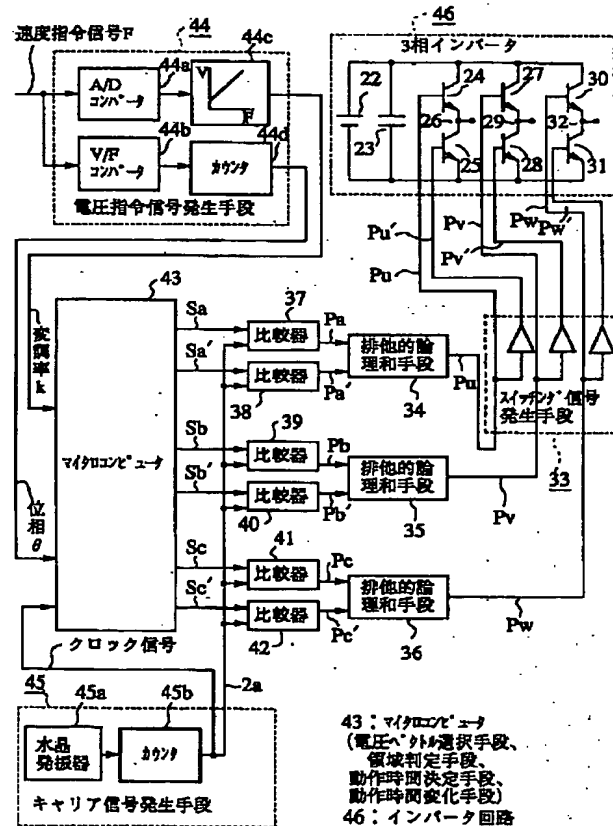 速度指令信号F
44
44a
44c
A/D
コンバータ
V
F
44b
44d
V/F
コンバータ
カウンタ
電圧指令信号発生手段
46
3相インバータ
22
23
24
25
26
27
28
29
30
31
32
Pu'
Pu
Pv
Pv'
Pw
Pw'
43
変調率k
位相θ
マイクロコンピュータ
Sa
Sa'
Sb
Sb'
Sc
Sc'
37
比較器
Pa
比較器
38
Pa'
39
比較器
Pb
比較器
40
Pb'
41
比較器
Pc
比較器
42
Pc'
排他的論
理和手段
34
Pu
排他的論
理和手段
35
Pv
排他的論
理和手段
36
Pw
スイッチング信号
発生手段
33
クロック信号
2a
45
45a
45b
水晶
発振器
カウンタ
キャリア信号発生手段
43:マイクロコンピュータ
(電圧ベクトル選択手段、
領域判定手段、
動作時間決定手段、
動作時間変化手段)
46:インバータ回路